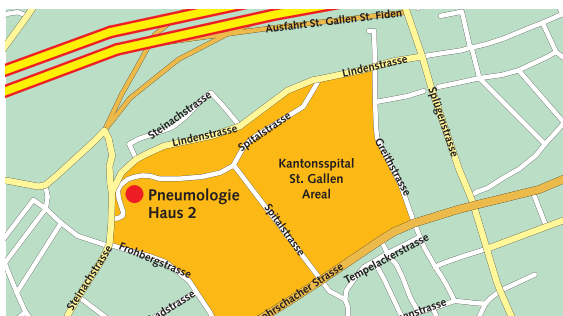 Ausfahrt St. Gallen St. Fiden
Lindenstrasse
Steinachstrasse
Splügenstrasse
Lindenstrasse
Spitalstrasse
Greithstrasse
Kantonsspital
St. Gallen
Areal
Pneumologie
Haus 2
Spitalstrasse
Frohbergstrasse
Tempelackerstrasse
Steinachstrasse
ohrschacher Strasse